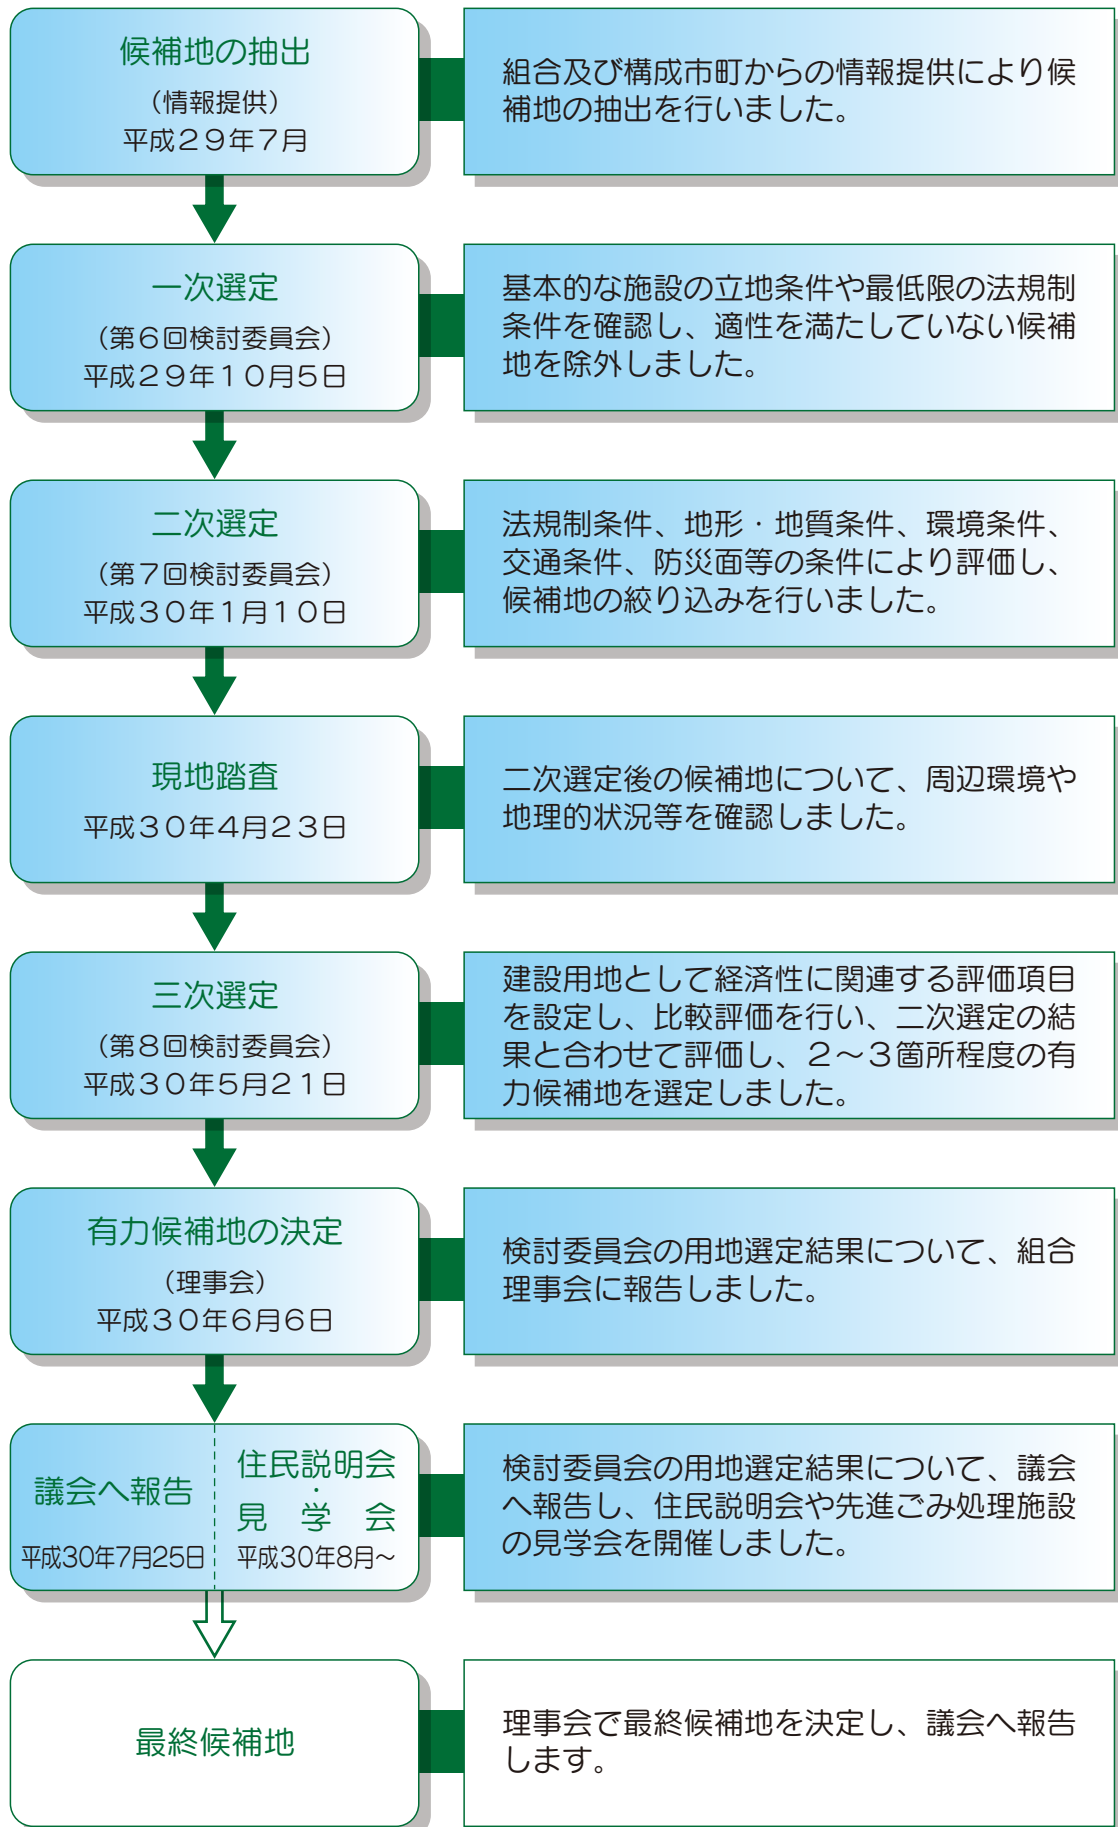 候補地の抽出
（情報提供）
平成２９年７月
組合及び構成市町からの情報提供により候
補地の抽出を行いました。
一次選定
（第６回検討委員会）
平成２９年１０月５日
基本的な施設の立地条件や最低限の法規制
条件を確認し、適性を満たしていない候補
地を除外しました。
二次選定
（第７回検討委員会）
平成３０年１月１０日
法規制条件、地形・地質条件、環境条件、
交通条件、防災面等の条件により評価し、
候補地の絞り込みを行いました。
現地踏査
平成３０年４月２３日
二次選定後の候補地について、周辺環境や
地理的状況等を確認しました。
三次選定
（第８回検討委員会）
平成３０年５月２１日
建設用地として経済性に関連する評価項目
を設定し、比較評価を行い、二次選定の結
果と合わせて評価し、２～３箇所程度の有
力候補地を選定しました。
有力候補地の決定
（理事会）
平成３０年６月６日
検討委員会の用地選定結果について、組合
理事会に報告しました。
議会へ報告
平成30年7月25日
住民説明会
・
見　学　会
平成30年8月～
検討委員会の用地選定結果について、議会
へ報告し、住民説明会や先進ごみ処理施設
の見学会を開催しました。
最終候補地
理事会で最終候補地を決定し、議会へ報告
します。